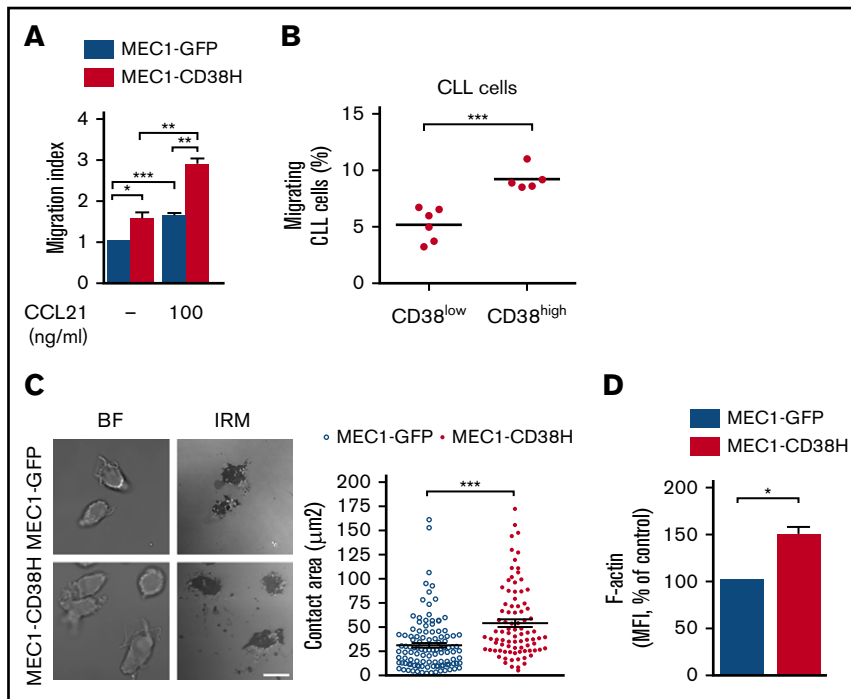 A
MEC1-GFP
MEC1-CD38H
Migration index
4
3
2
1
0
**
**
***
*
CCL21
(ng/ml)
–
100
B
CLL cells
***
Migrating
CLL cells (%)
15
10
5
0
CD38low
CD38high
C
BF
IRM
MEC1-GFP
MEC1-CD38H
MEC1-GFP
MEC1-CD38H
***
Contact area (μm2)
200
175
150
125
100
75
50
25
0
D
MEC1-GFP
MEC1-CD38H
*
F-actin
(MFI, % of control)
200
150
100
50
0